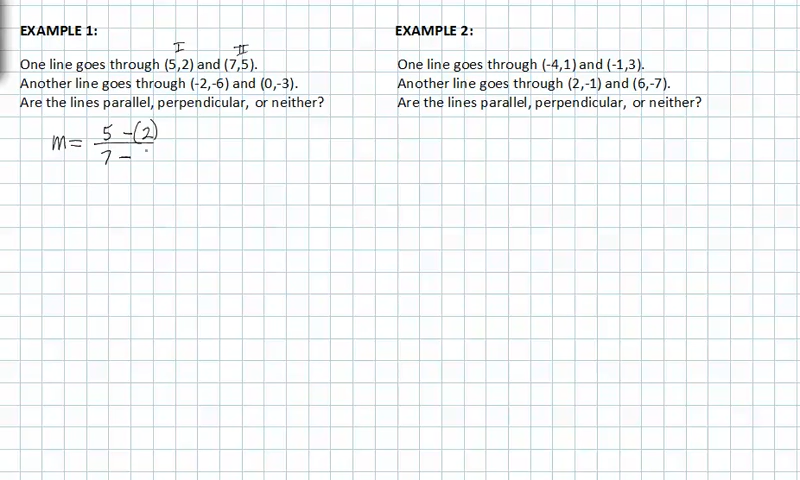 EXAMPLE 1:
I II
One line goes through (5,2) and (7,5).
Another line goes through (-2,-6) and (0,-3).
Are the lines parallel, perpendicular, or neither?
m= 5 -(2)
7 -
EXAMPLE 2:
One line goes through (-4,1) and (-1,3).
Another line goes through (2,-1) and (6,-7).
Are the lines parallel, perpendicular, or neither?